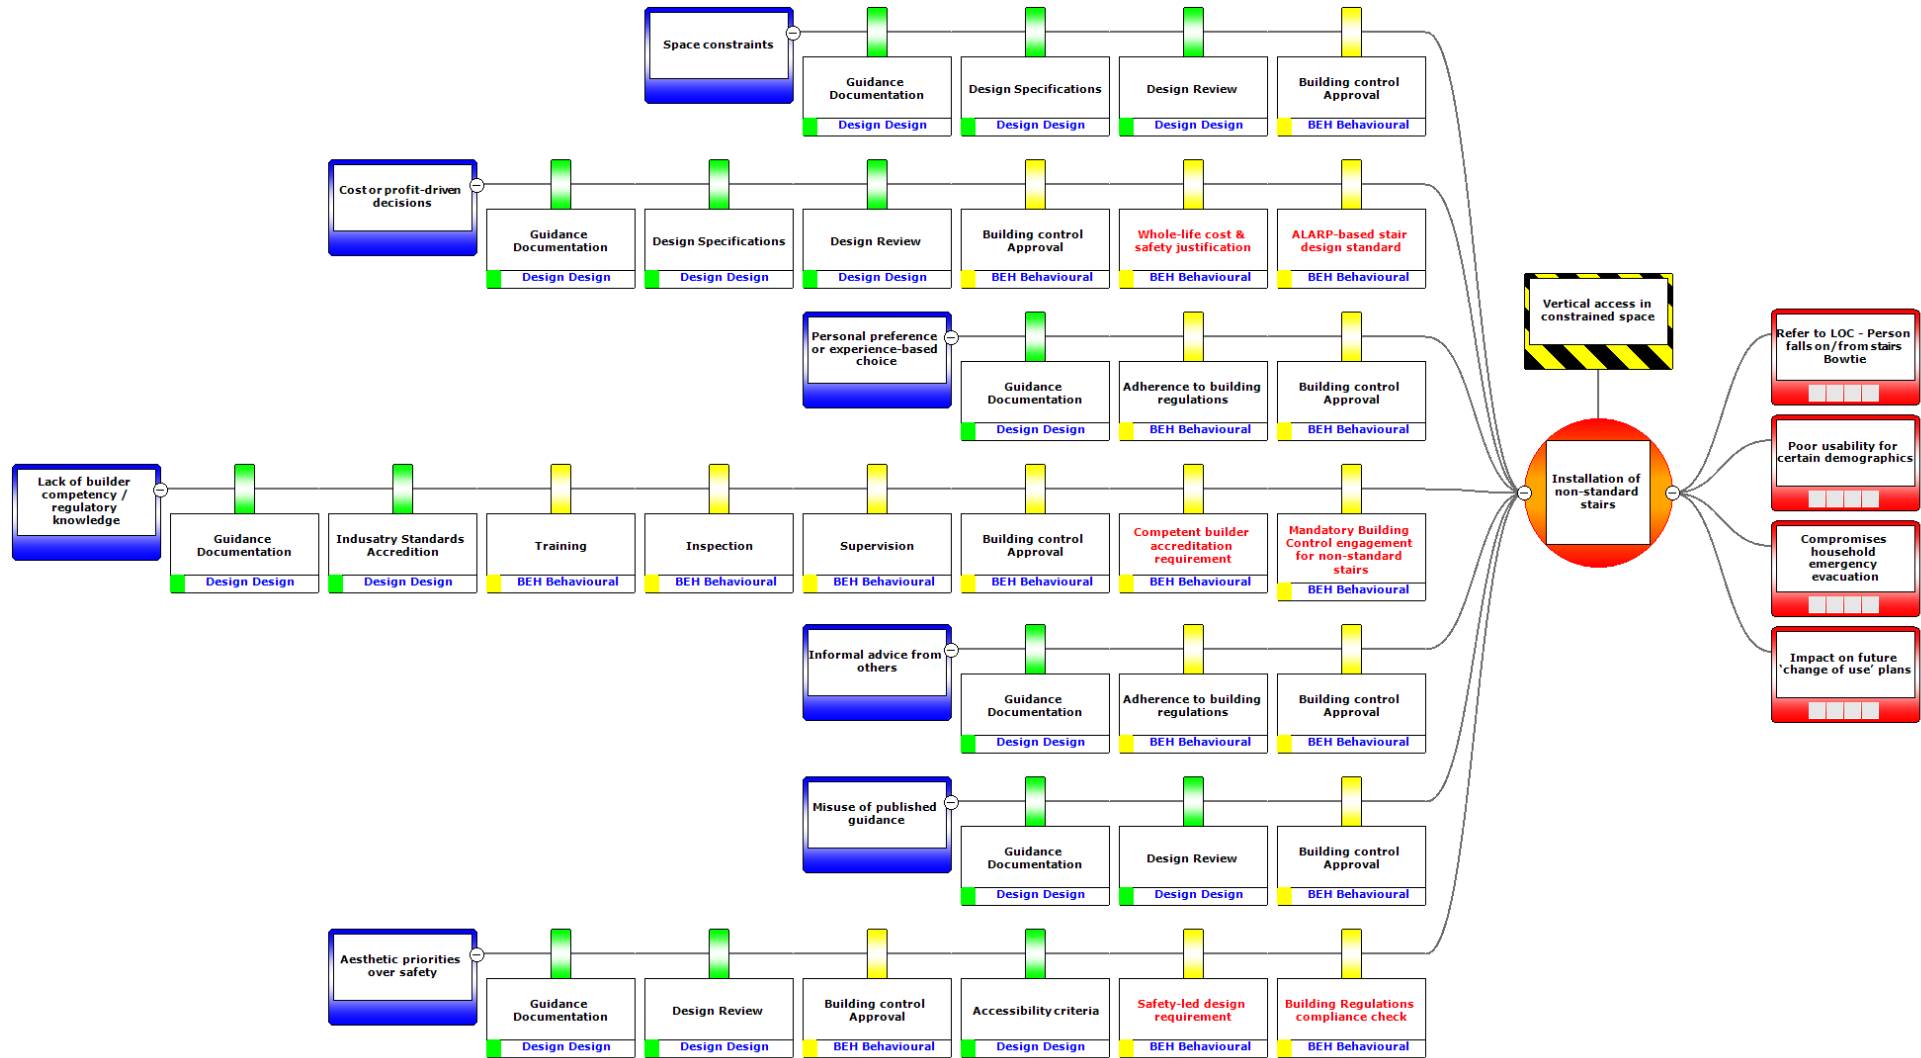 Space constraints
Guidance
Documentation
Design Design
Design Specifications
Design Design
Design Review
Design Design
Building control
Approval
BEH Behavioural
Cost or profit-driven
decisions
Guidance
Documentation
Design Design
Design Specifications
Design Design
Design Review
Design Design
Building control
Approval
BEH Behavioural
Whole-life cost &
safety justification
BEH Behavioural
ALARP-based stair
design standard
BEH Behavioural
Personal preference
or experience-based
choice
Guidance
Documentation
Design Design
Adherence to building
regulations
BEH Behavioural
Building control
Approval
BEH Behavioural
Lack of builder
competency /
regulatory
knowledge
Guidance
Documentation
Design Design
Indusatry Standards
Accredition
Design Design
Training
BEH Behavioural
Inspection
BEH Behavioural
Supervision
BEH Behavioural
Building control
Approval
BEH Behavioural
Competent builder
accreditation
requirement
BEH Behavioural
Mandatory Building
Control engagement
for non-standard
stairs
BEH Behavioural
Informal advice from
others
Guidance
Documentation
Design Design
Adherence to building
regulations
BEH Behavioural
Building control
Approval
BEH Behavioural
Misuse of published
guidance
Guidance
Documentation
Design Design
Design Review
Design Design
Building control
Approval
BEH Behavioural
Aesthetic priorities
over safety
Guidance
Documentation
Design Design
Design Review
Design Design
Building control
Approval
BEH Behavioural
Accessibility criteria
Design Design
Safety-led design
requirement
BEH Behavioural
Building Regulations
compliance check
BEH Behavioural
Vertical access in
constrained space
Installation of
non-standard
stairs
Refer to LOC - Person
falls on/from stairs
Bowtie
Poor usability for
certain demographics
Compromises
household
emergency
evacuation
Impact on future
‘change of use’ plans